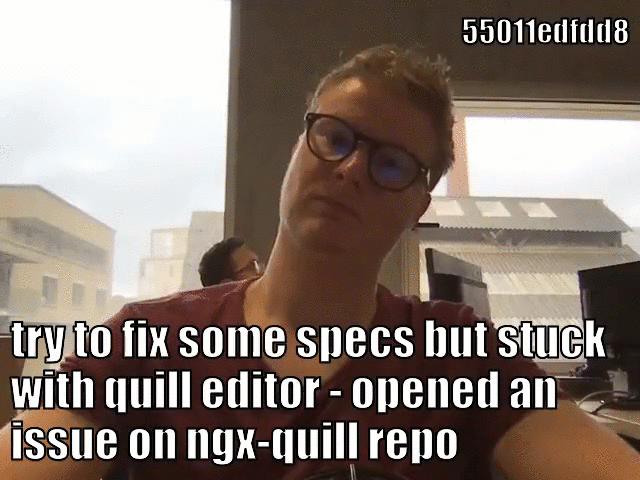 55011edfdd8
try to fix some specs but stuck
with quill editor - opened an
issue on ngx-quill repo